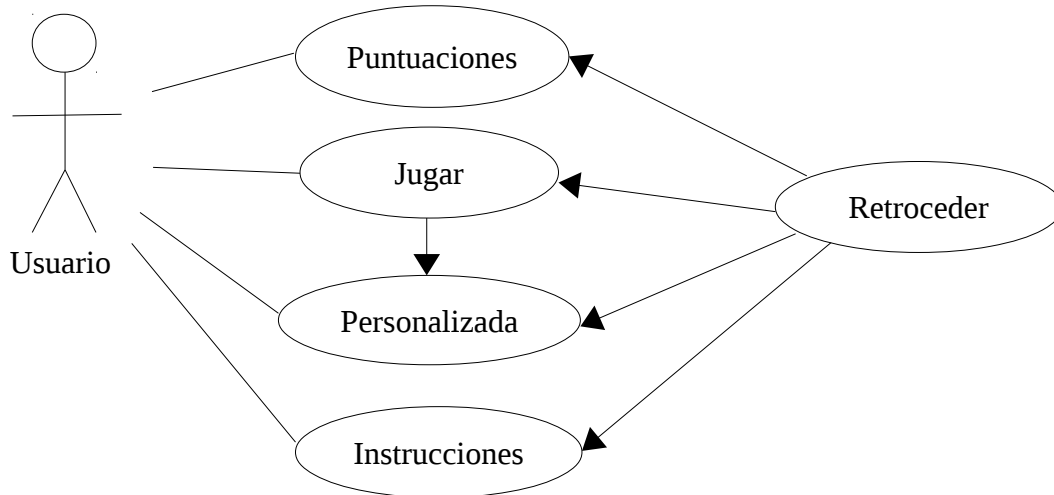 Puntuaciones
Jugar
Retroceder
Usuario
Personalizada
Instrucciones